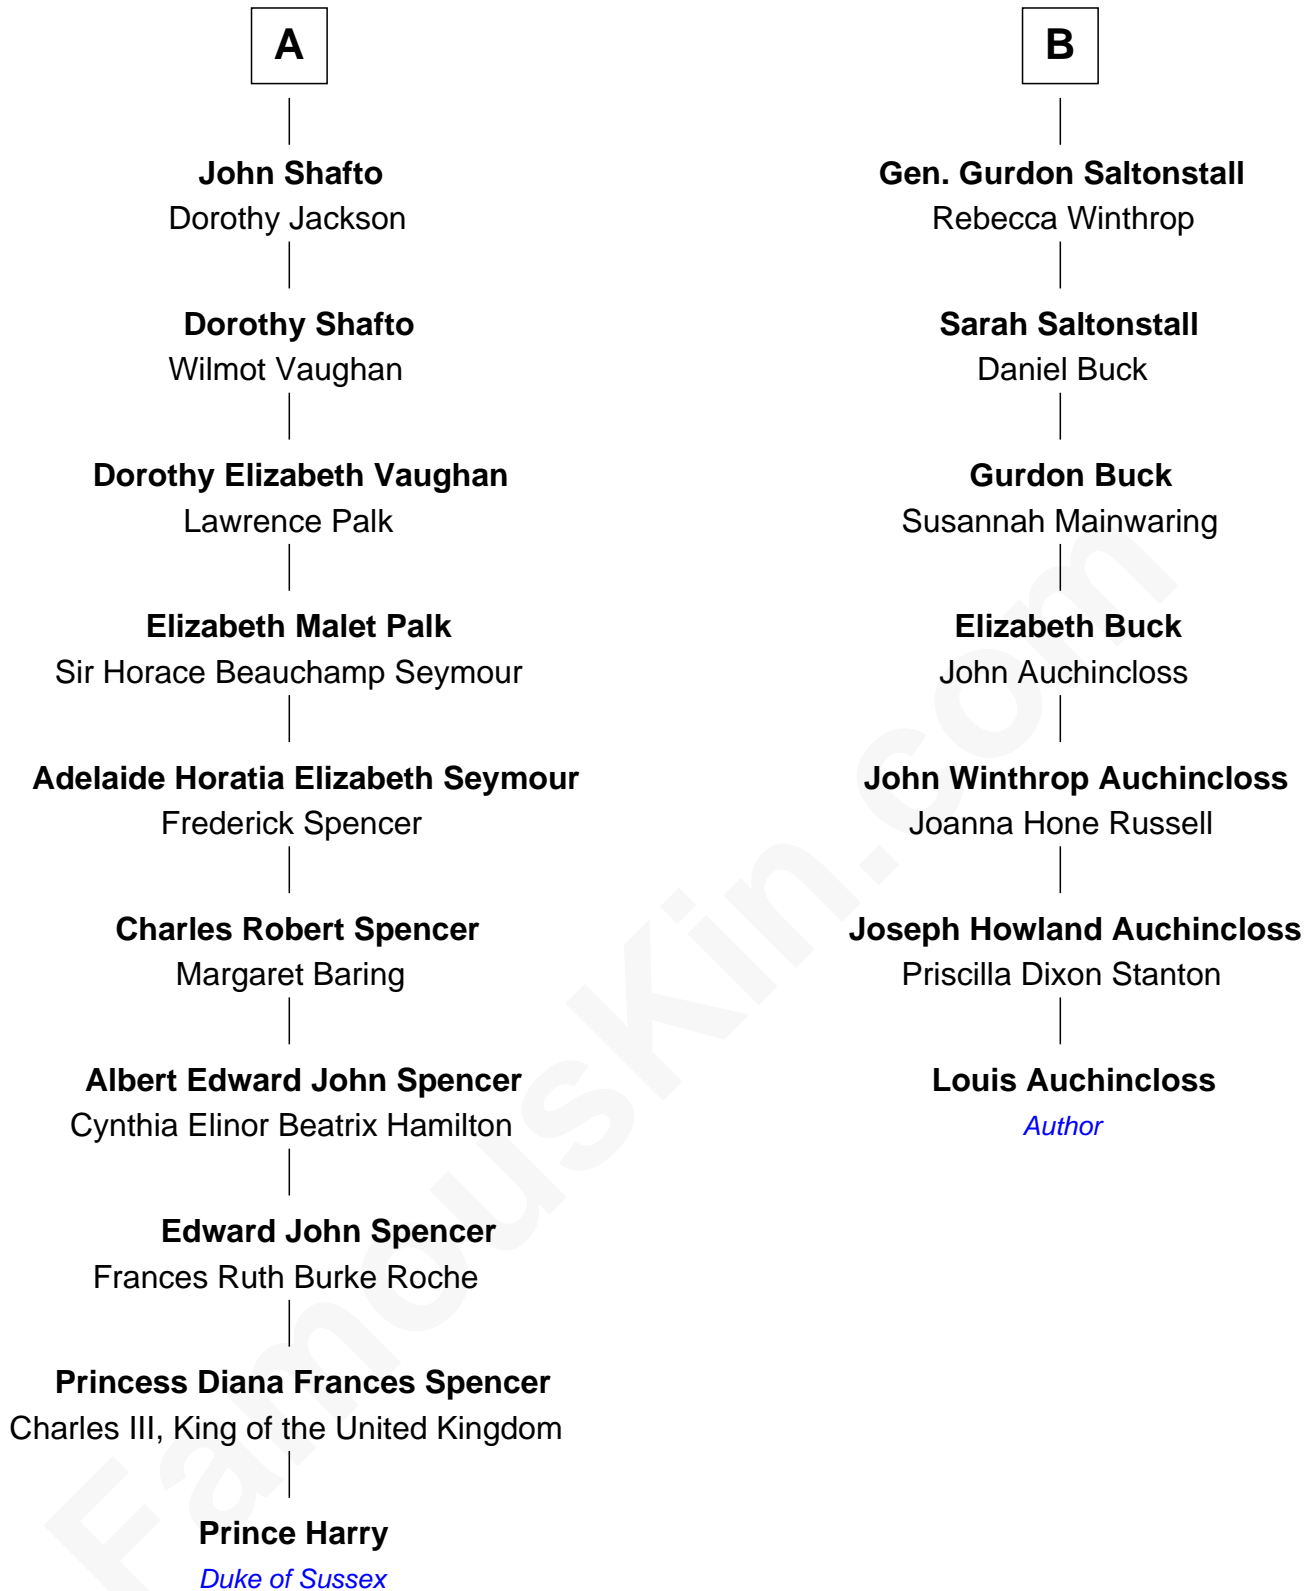 A
John Shafto
Dorothy Jackson
Dorothy Shafto
Wilmot Vaughan
Dorothy Elizabeth Vaughan
Lawrence Palk
Elizabeth Malet Palk
Sir Horace Beauchamp Seymour
Adelaide Horatia Elizabeth Seymour
Frederick Spencer
Charles Robert Spencer
Margaret Baring
Albert Edward John Spencer
Cynthia Elinor Beatrix Hamilton
Edward John Spencer
Frances Ruth Burke Roche
Princess Diana Frances Spencer
Charles III, King of the United Kingdom
Prince Harry
Duke of Sussex
B
Gen. Gurdon Saltonstall
Rebecca Winthrop
Sarah Saltonstall
Daniel Buck
Gurdon Buck
Susannah Mainwaring
Elizabeth Buck
John Auchincloss
John Winthrop Auchincloss
Joanna Hone Russell
Joseph Howland Auchincloss
Priscilla Dixon Stanton
Louis Auchincloss
Author
FamousKin.com